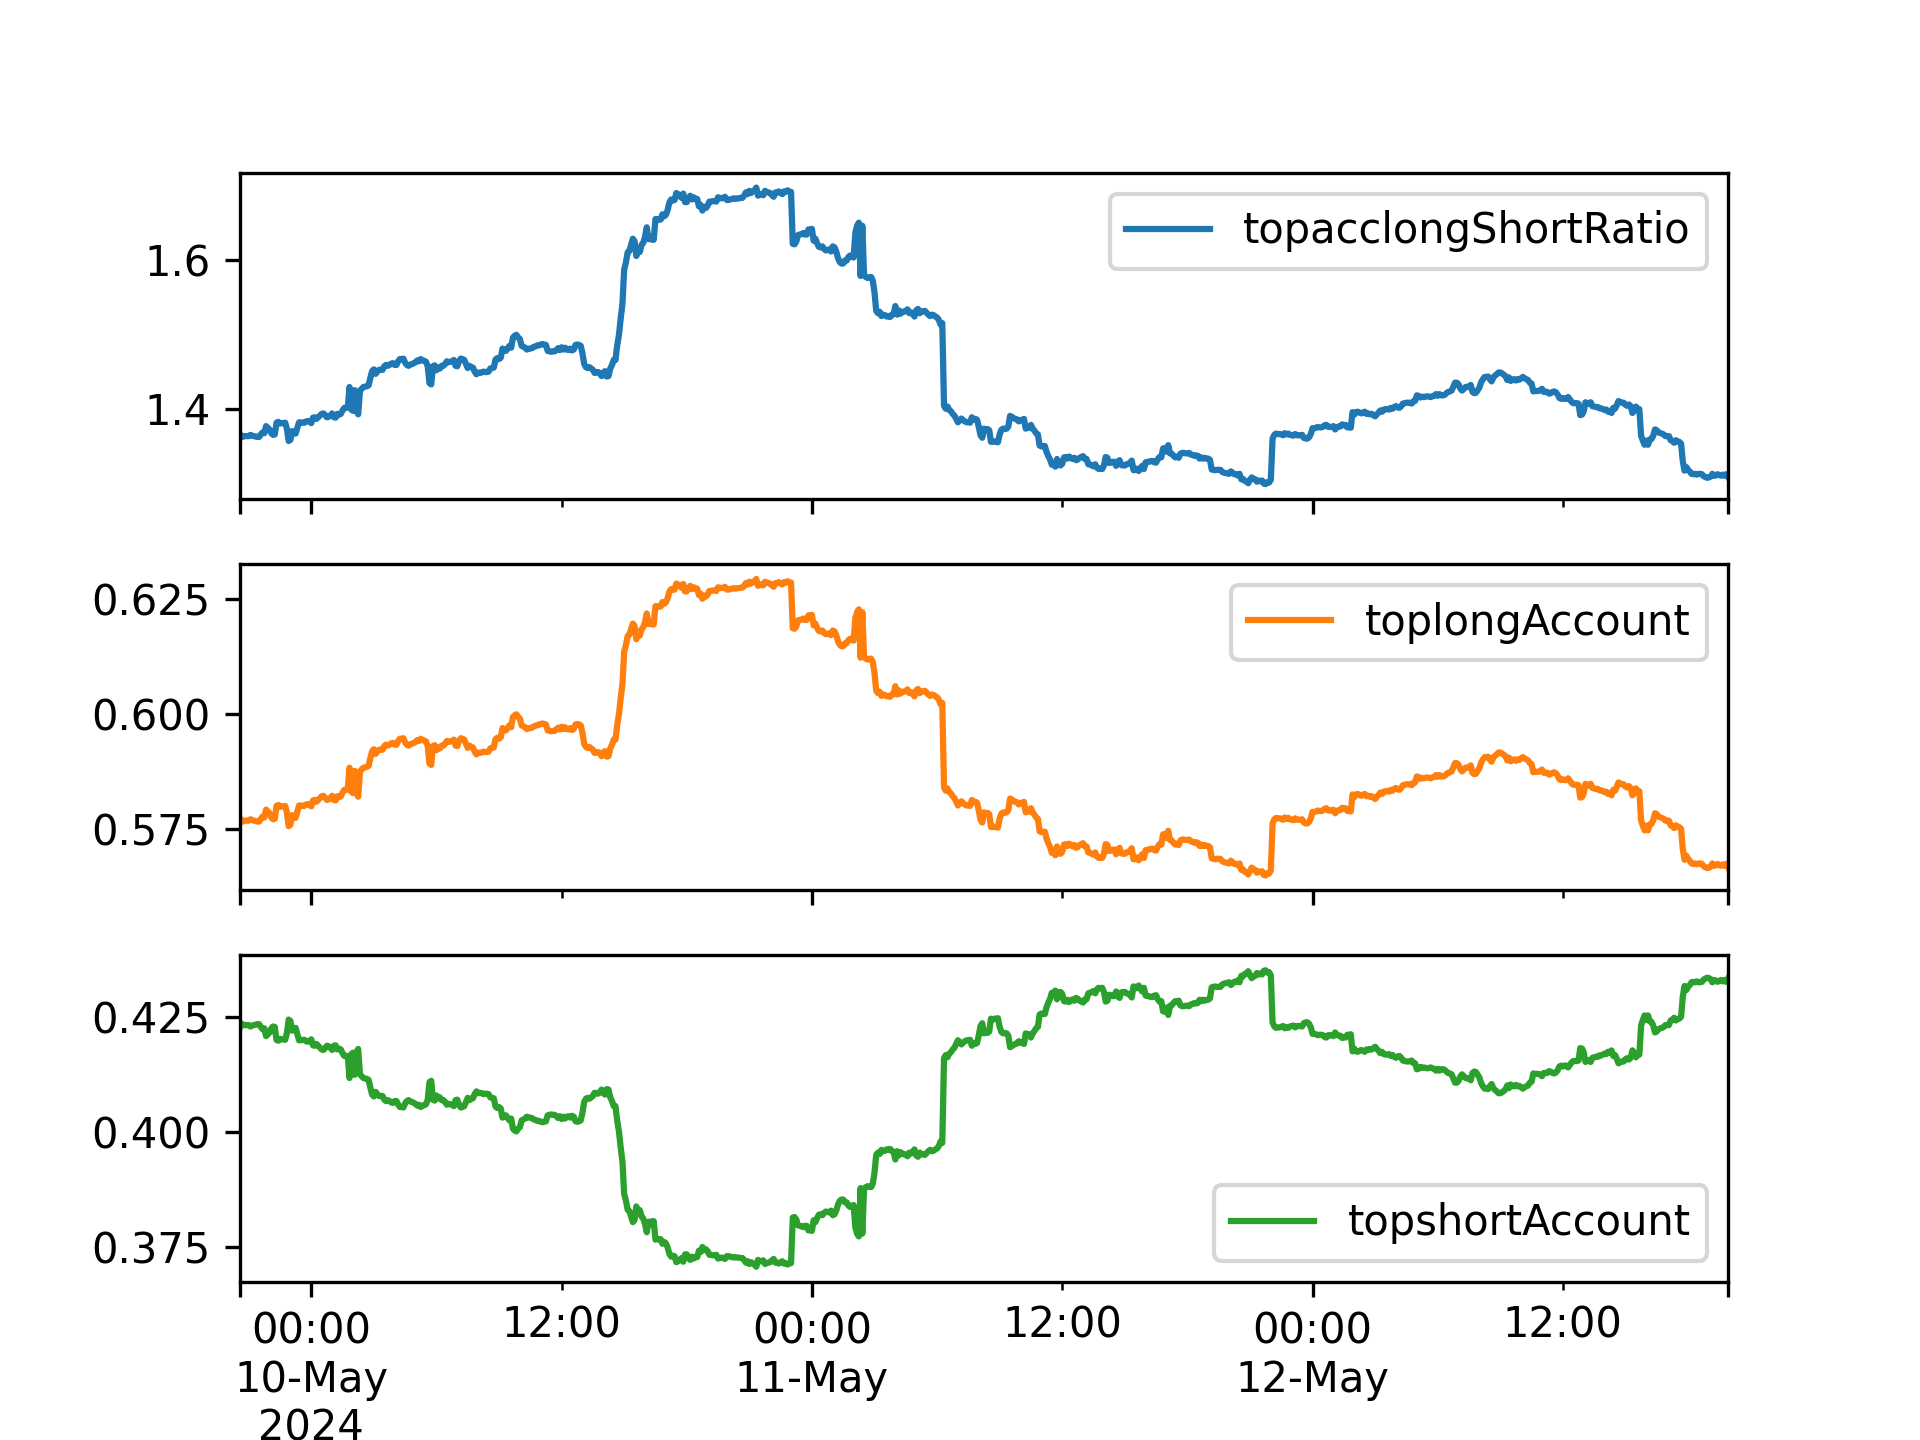 topacclongShortRatio
1.6
1.4
toplongAccount
0.625
0.600
0.575
topshortAccount
0.425
0.400
0.375
00:00 12:00 00:00 12:00 00:00 12:00
10-May 11-May 12-May
2024